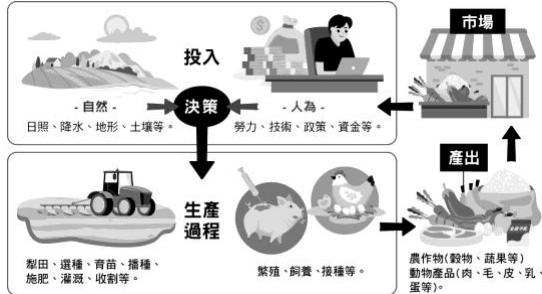 投入
- 自然 -
日照、降水、地形、土壤等。
決策
- 人為 -
勞力、技術、政策、資金等。
市場
生產
過程
犁田、選種、育苗、播種、
施肥、灌溉、收割等。
繁殖、飼養、接種等。
產出
農作物(穀物、蔬果等)
動物產品(肉、毛、皮、乳、
蛋等)。